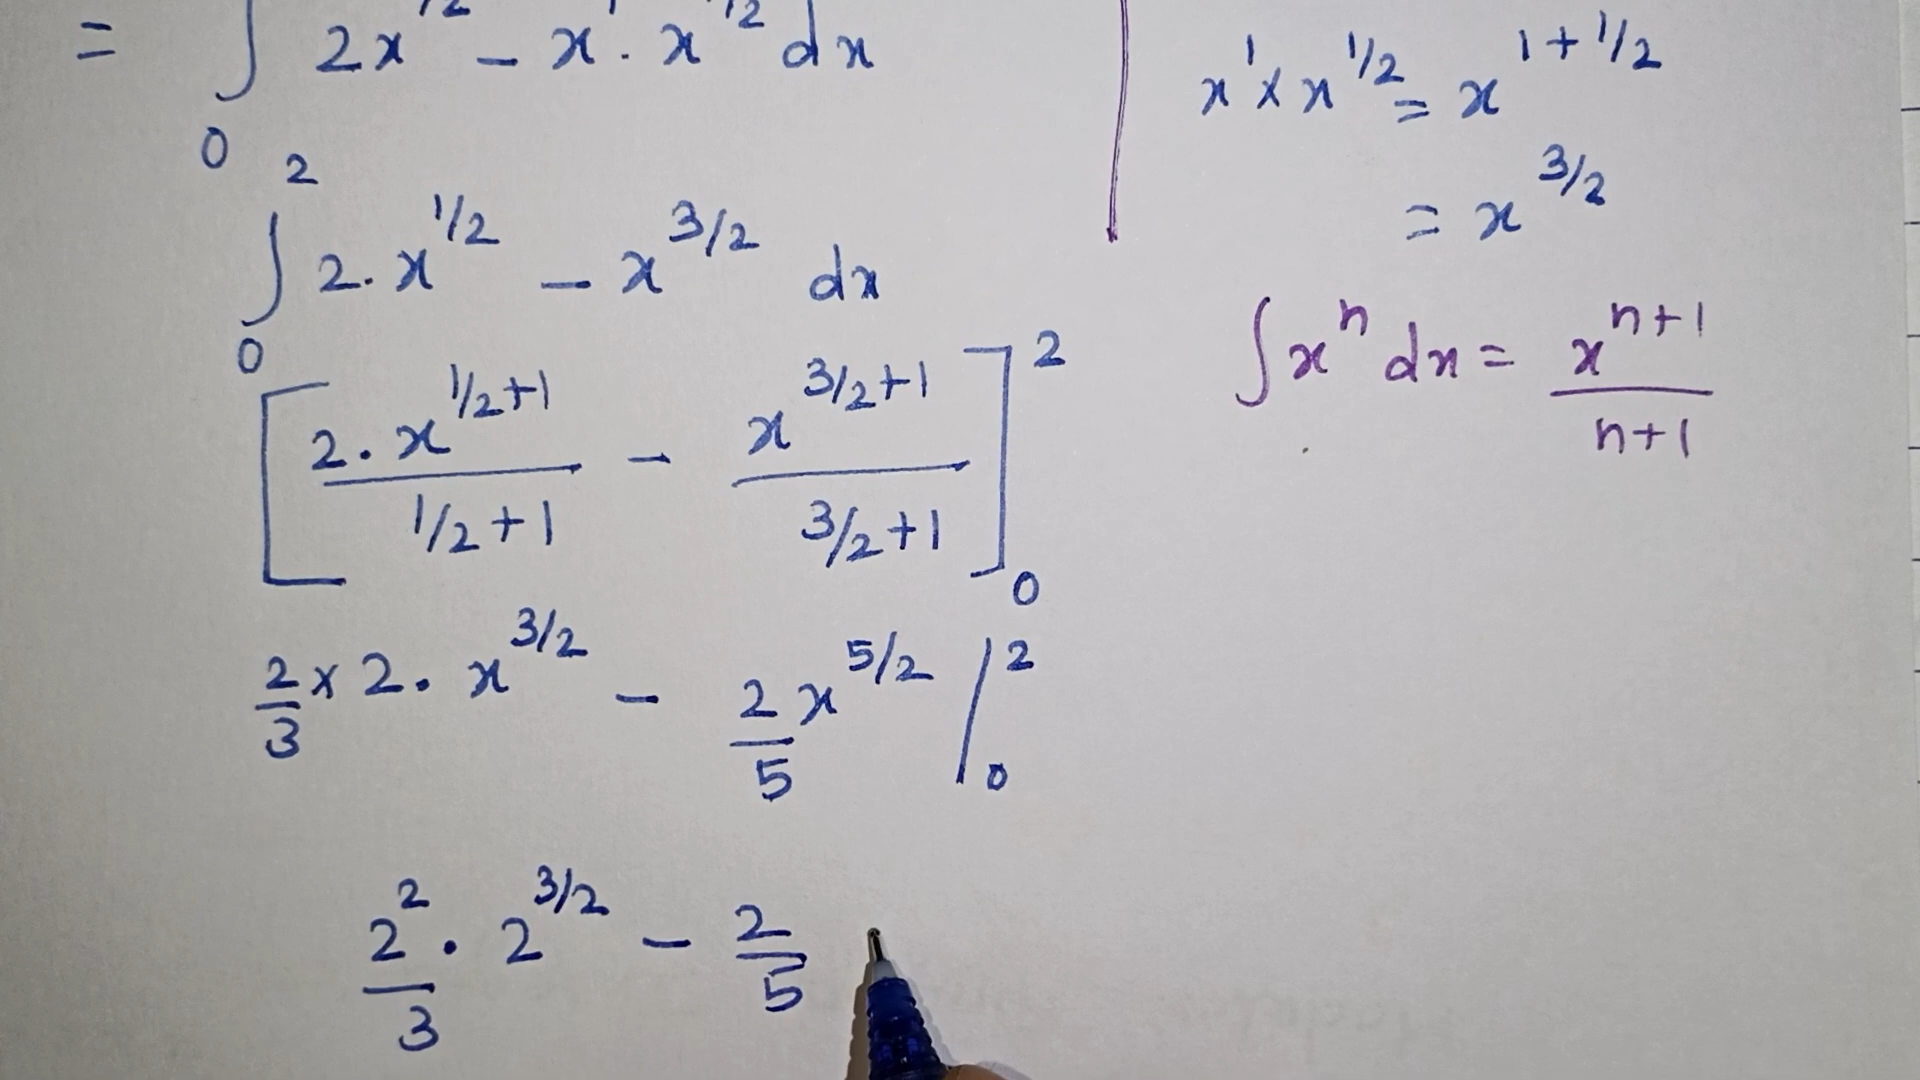 = ∫ 2x^1/2 - x^1 . x^1/2 dx
0
2
∫ 2.x^1/2 - x^3/2 dx
0
[ 2.x^1/2+1 / 1/2+1 - x^3/2+1 / 3/2+1 ] 2 0
2/3 × 2. x^3/2 - 2/5 x^5/2 | 2 0
2^2/3 . 2^3/2 - 2/5
x^1 × x^1/2 = x^1+1/2
= x^3/2
∫ x^n dx = x^n+1 / n+1